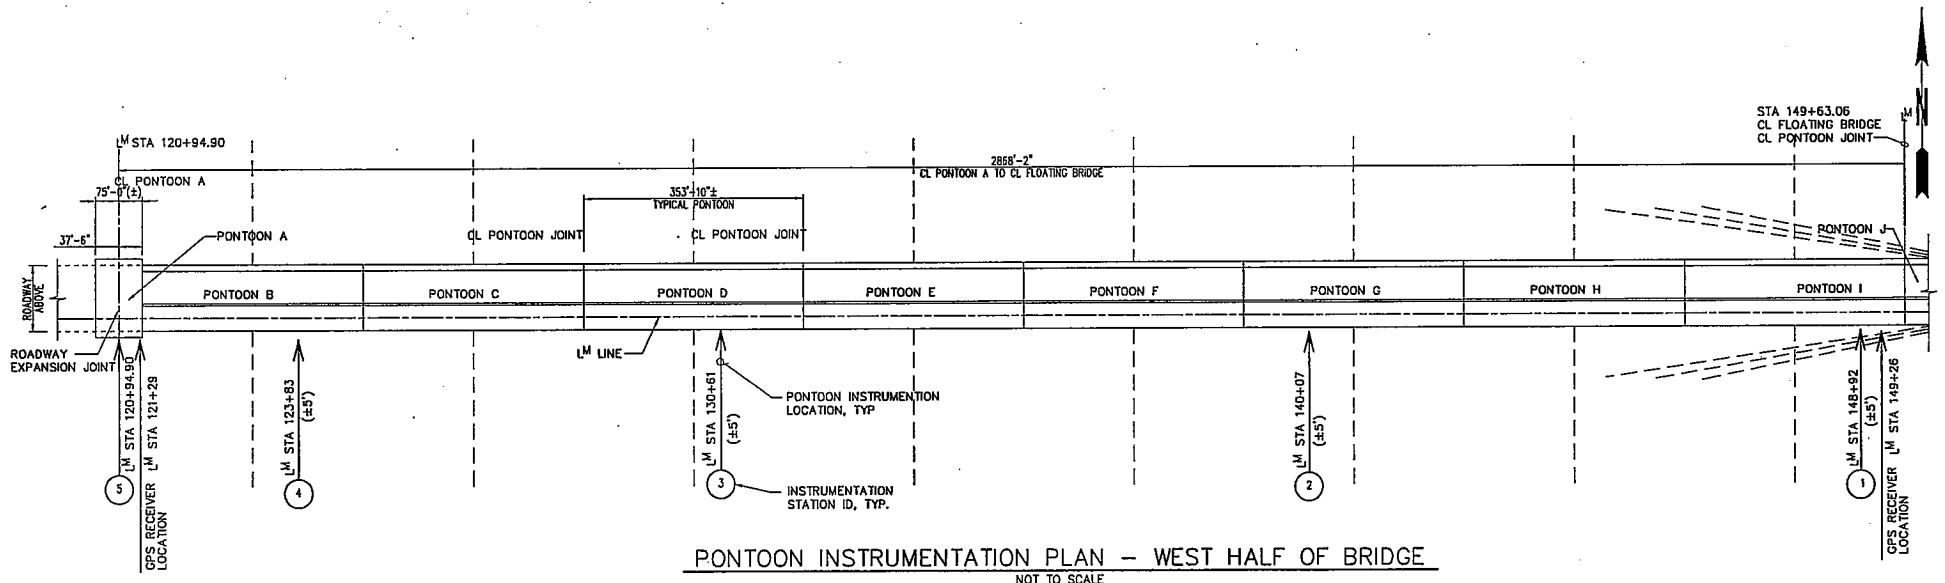 N
STA 149+63.06
CL FLOATING BRIDGE
CL PONTOON JOINT
LM
LM STA 120+94.90
2868'-2"
CL PONTOON A TO CL FLOATING BRIDGE
CL PONTOON A
75'-0"(±)
353'-10"±
TYPICAL PONTOON
37'-6"
PONTOON A
CL PONTOON JOINT
CL PONTOON JOINT
PONTOON J
ROADWAY
ABOVE
PONTOON B
PONTOON C
PONTOON D
PONTOON E
PONTOON F
PONTOON G
PONTOON H
PONTOON I
ROADWAY
EXPANSION JOINT
LM LINE
LM STA 120+94.90
LM STA 121+29
GPS RECEIVER
LOCATION
LM STA 123+83
(±5')
LM STA 130+61
(±5')
PONTOON INSTRUMENTION
LOCATION, TYP
LM STA 140+07
(±5')
LM STA 148+92
(±5')
LM STA 149+26
GPS RECEIVER
LOCATION
5
4
3
2
1
INSTRUMENTATION
STATION ID, TYP.
PONTOON INSTRUMENTATION PLAN – WEST HALF OF BRIDGE
NOT TO SCALE